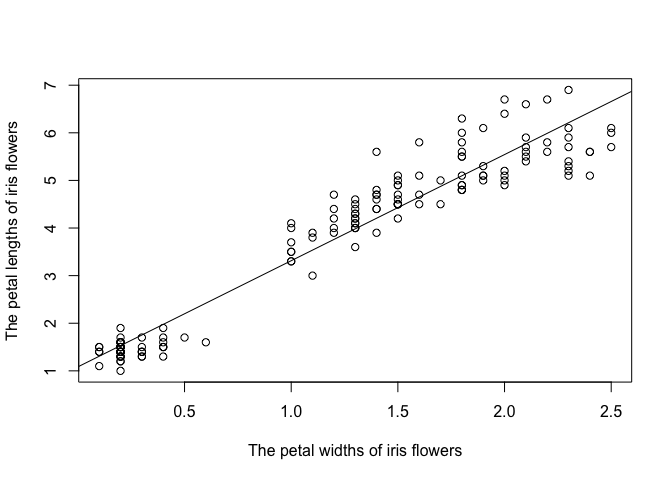 The petal lengths of iris flowers
7
6
5
4
3
2
1
0.5 1.0 1.5 2.0 2.5
The petal widths of iris flowers